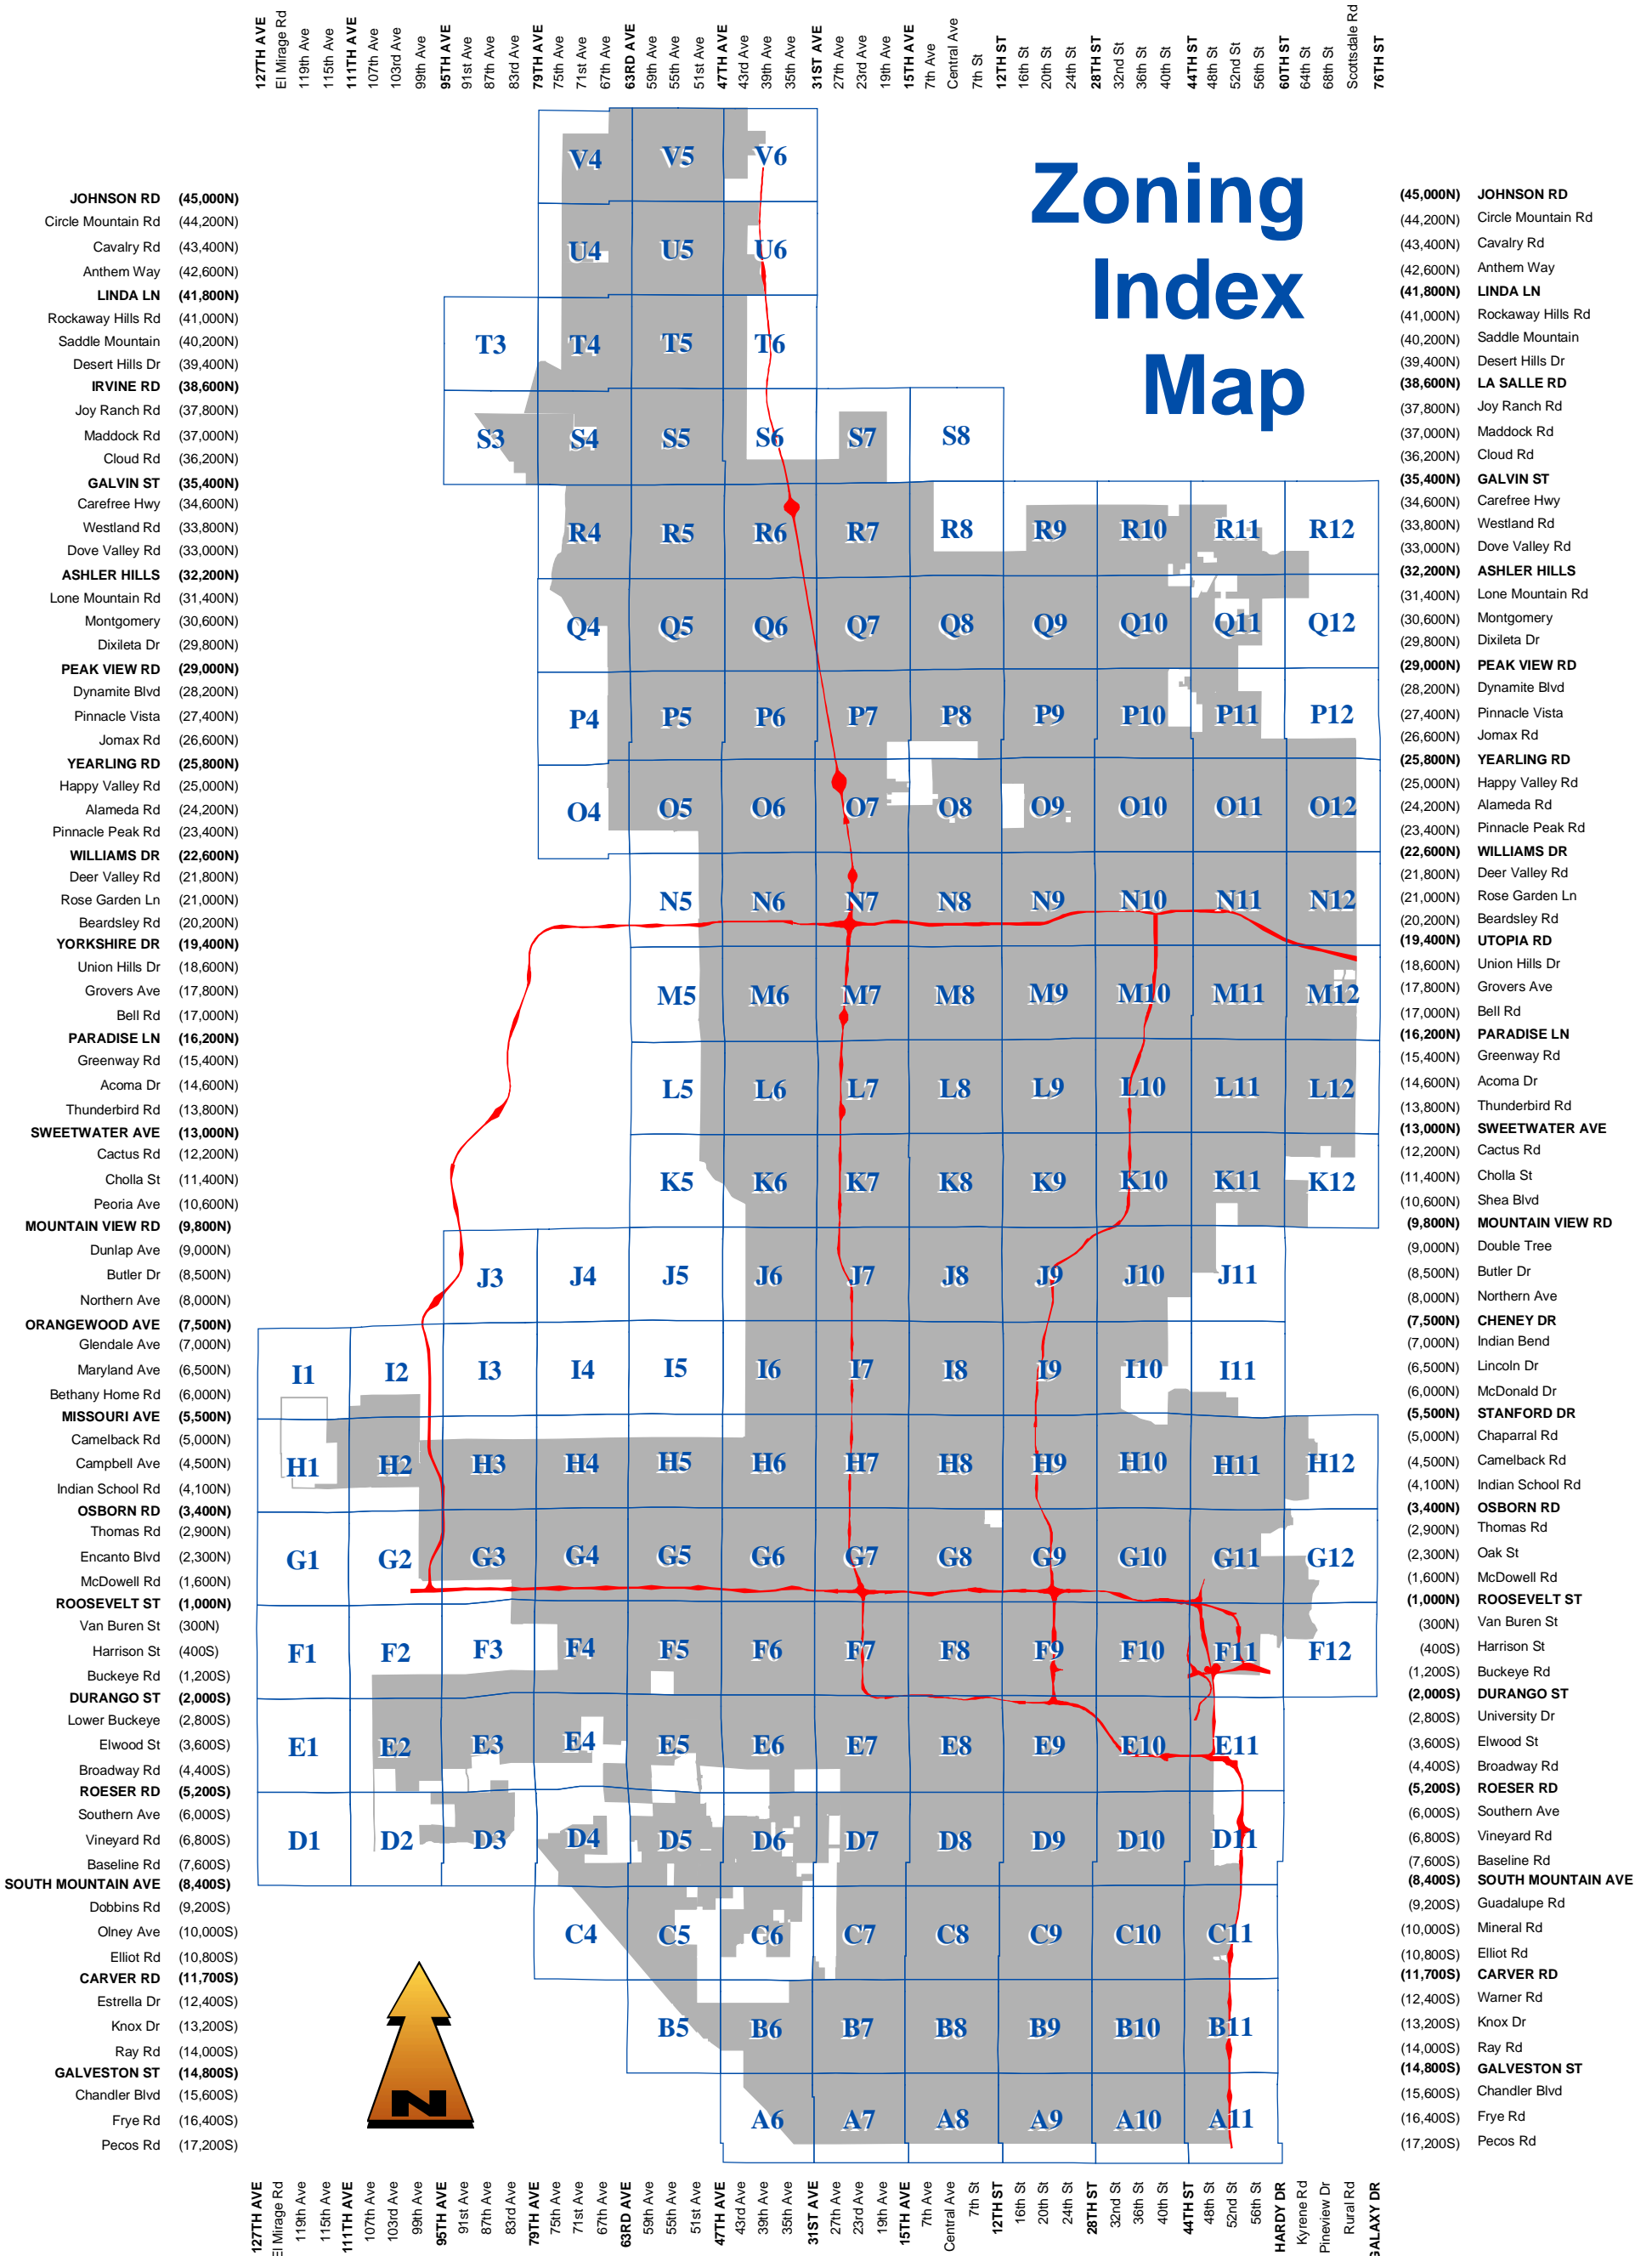 127TH AVE
El Mirage Rd
119th Ave
115th Ave
111TH AVE
107th Ave
103rd Ave
99th Ave
95TH AVE
91st Ave
87th Ave
83rd Ave
79TH AVE
75th Ave
71st Ave
67th Ave
63RD AVE
59th Ave
55th Ave
51st Ave
47TH AVE
43rd Ave
39th Ave
35th Ave
31ST AVE
27th Ave
23rd Ave
19th Ave
15TH AVE
7th Ave
Central Ave
7th St
12TH ST
16th St
20th St
24th St
28TH ST
32nd St
36th St
40th St
44TH ST
48th St
52nd St
56th St
60TH ST
64th St
68th St
Scottsdale Rd
76TH ST
Zoning
Index
Map
JOHNSON RD (45,000N)
Circle Mountain Rd (44,200N)
Cavalry Rd (43,400N)
Anthem Way (42,600N)
LINDA LN (41,800N)
Rockaway Hills Rd (41,000N)
Saddle Mountain (40,200N)
Desert Hills Dr (39,400N)
IRVINE RD (38,600N)
Joy Ranch Rd (37,800N)
Maddock Rd (37,000N)
Cloud Rd (36,200N)
GALVIN ST (35,400N)
Carefree Hwy (34,600N)
Westland Rd (33,800N)
Dove Valley Rd (33,000N)
ASHLER HILLS (32,200N)
Lone Mountain Rd (31,400N)
Montgomery (30,600N)
Dixileta Dr (29,800N)
PEAK VIEW RD (29,000N)
Dynamite Blvd (28,200N)
Pinnacle Vista (27,400N)
Jomax Rd (26,600N)
YEARLING RD (25,800N)
Happy Valley Rd (25,000N)
Alameda Rd (24,200N)
Pinnacle Peak Rd (23,400N)
WILLIAMS DR (22,600N)
Deer Valley Rd (21,800N)
Rose Garden Ln (21,000N)
Beardsley Rd (20,200N)
YORKSHIRE DR (19,400N)
Union Hills Dr (18,600N)
Grovers Ave (17,800N)
Bell Rd (17,000N)
PARADISE LN (16,200N)
Greenway Rd (15,400N)
Acoma Dr (14,600N)
Thunderbird Rd (13,800N)
SWEETWATER AVE (13,000N)
Cactus Rd (12,200N)
Cholla St (11,400N)
Peoria Ave (10,600N)
MOUNTAIN VIEW RD (9,800N)
Dunlap Ave (9,000N)
Butler Dr (8,500N)
Northern Ave (8,000N)
ORANGEWOOD AVE (7,500N)
Glendale Ave (7,000N)
Maryland Ave (6,500N)
Bethany Home Rd (6,000N)
MISSOURI AVE (5,500N)
Camelback Rd (5,000N)
Campbell Ave (4,500N)
Indian School Rd (4,100N)
OSBORN RD (3,400N)
Thomas Rd (2,900N)
Encanto Blvd (2,300N)
McDowell Rd (1,600N)
ROOSEVELT ST (1,000N)
Van Buren St (300N)
Harrison St (400S)
Buckeye Rd (1,200S)
DURANGO ST (2,000S)
Lower Buckeye (2,800S)
Elwood St (3,600S)
Broadway Rd (4,400S)
ROESER RD (5,200S)
Southern Ave (6,000S)
Vineyard Rd (6,800S)
Baseline Rd (7,600S)
SOUTH MOUNTAIN AVE (8,400S)
Dobbins Rd (9,200S)
Olney Ave (10,000S)
Elliot Rd (10,800S)
CARVER RD (11,700S)
Estrella Dr (12,400S)
Knox Dr (13,200S)
Ray Rd (14,000S)
GALVESTON ST (14,800S)
Chandler Blvd (15,600S)
Frye Rd (16,400S)
Pecos Rd (17,200S)
V4 V5 V6
U4 U5 U6
T3 T4 T5 T6
S3 S4 S5 S6 S7 S8
R4 R5 R6 R7 R8 R9 R10 R11 R12
Q4 Q5 Q6 Q7 Q8 Q9 Q10 Q11 Q12
P4 P5 P6 P7 P8 P9 P10 P11 P12
O4 O5 O6 O7 O8 O9 O10 O11 O12
N5 N6 N7 N8 N9 N10 N11 N12
M5 M6 M7 M8 M9 M10 M11 M12
L5 L6 L7 L8 L9 L10 L11 L12
K5 K6 K7 K8 K9 K10 K11 K12
J3 J4 J5 J6 J7 J8 J9 J10 J11
I1 I2 I3 I4 I5 I6 I7 I8 I9 I10 I11
H1 H2 H3 H4 H5 H6 H7 H8 H9 H10 H11 H12
G1 G2 G3 G4 G5 G6 G7 G8 G9 G10 G11 G12
F1 F2 F3 F4 F5 F6 F7 F8 F9 F10 F11 F12
E1 E2 E3 E4 E5 E6 E7 E8 E9 E10 E11
D1 D2 D3 D4 D5 D6 D7 D8 D9 D10 D11
C4 C5 C6 C7 C8 C9 C10 C11
B5 B6 B7 B8 B9 B10 B11
A6 A7 A8 A9 A10 A11
N
(45,000N) JOHNSON RD
(44,200N) Circle Mountain Rd
(43,400N) Cavalry Rd
(42,600N) Anthem Way
(41,800N) LINDA LN
(41,000N) Rockaway Hills Rd
(40,200N) Saddle Mountain
(39,400N) Desert Hills Dr
(38,600N) LA SALLE RD
(37,800N) Joy Ranch Rd
(37,000N) Maddock Rd
(36,200N) Cloud Rd
(35,400N) GALVIN ST
(34,600N) Carefree Hwy
(33,800N) Westland Rd
(33,000N) Dove Valley Rd
(32,200N) ASHLER HILLS
(31,400N) Lone Mountain Rd
(30,600N) Montgomery
(29,800N) Dixileta Dr
(29,000N) PEAK VIEW RD
(28,200N) Dynamite Blvd
(27,400N) Pinnacle Vista
(26,600N) Jomax Rd
(25,800N) YEARLING RD
(25,000N) Happy Valley Rd
(24,200N) Alameda Rd
(23,400N) Pinnacle Peak Rd
(22,600N) WILLIAMS DR
(21,800N) Deer Valley Rd
(21,000N) Rose Garden Ln
(20,200N) Beardsley Rd
(19,400N) UTOPIA RD
(18,600N) Union Hills Dr
(17,800N) Grovers Ave
(17,000N) Bell Rd
(16,200N) PARADISE LN
(15,400N) Greenway Rd
(14,600N) Acoma Dr
(13,800N) Thunderbird Rd
(13,000N) SWEETWATER AVE
(12,200N) Cactus Rd
(11,400N) Cholla St
(10,600N) Shea Blvd
(9,800N) MOUNTAIN VIEW RD
(9,000N) Double Tree
(8,500N) Butler Dr
(8,000N) Northern Ave
(7,500N) CHENEY DR
(7,000N) Indian Bend
(6,500N) Lincoln Dr
(6,000N) McDonald Dr
(5,500N) STANFORD DR
(5,000N) Chaparral Rd
(4,500N) Camelback Rd
(4,100N) Indian School Rd
(3,400N) OSBORN RD
(2,900N) Thomas Rd
(2,300N) Oak St
(1,600N) McDowell Rd
(1,000N) ROOSEVELT ST
(300N) Van Buren St
(400S) Harrison St
(1,200S) Buckeye Rd
(2,000S) DURANGO ST
(2,800S) University Dr
(3,600S) Elwood St
(4,400S) Broadway Rd
(5,200S) ROESER RD
(6,000S) Southern Ave
(6,800S) Vineyard Rd
(7,600S) Baseline Rd
(8,400S) SOUTH MOUNTAIN AVE
(9,200S) Guadalupe Rd
(10,000S) Mineral Rd
(10,800S) Elliot Rd
(11,700S) CARVER RD
(12,400S) Warner Rd
(13,200S) Knox Dr
(14,000S) Ray Rd
(14,800S) GALVESTON ST
(15,600S) Chandler Blvd
(16,400S) Frye Rd
(17,200S) Pecos Rd
127TH AVE
El Mirage Rd
119th Ave
115th Ave
111TH AVE
107th Ave
103rd Ave
99th Ave
95TH AVE
91st Ave
87th Ave
83rd Ave
79TH AVE
75th Ave
71st Ave
67th Ave
63RD AVE
59th Ave
55th Ave
51st Ave
47TH AVE
43rd Ave
39th Ave
35th Ave
31ST AVE
27th Ave
23rd Ave
19th Ave
15TH AVE
7th Ave
Central Ave
7th St
12TH ST
16th St
20th St
24th St
28TH ST
32nd St
36th St
40th St
44TH ST
48th St
52nd St
56th St
HARDY DR
Kyrene Rd
Pineview Dr
Rural Rd
GALAXY DR